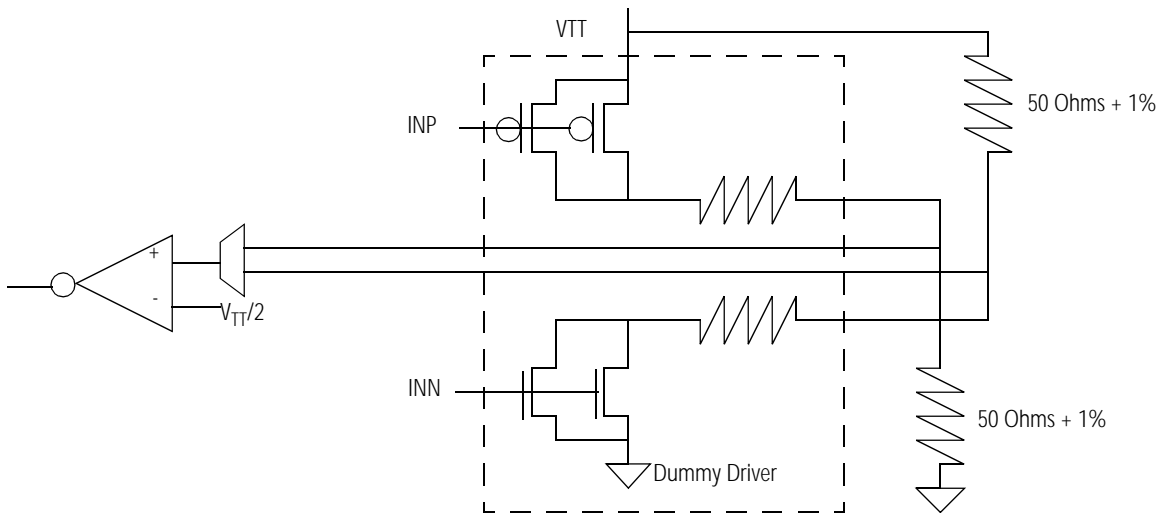 VTT
50 Ohms + 1%
INP
+
-
VTT/2
INN
50 Ohms + 1%
Dummy Driver